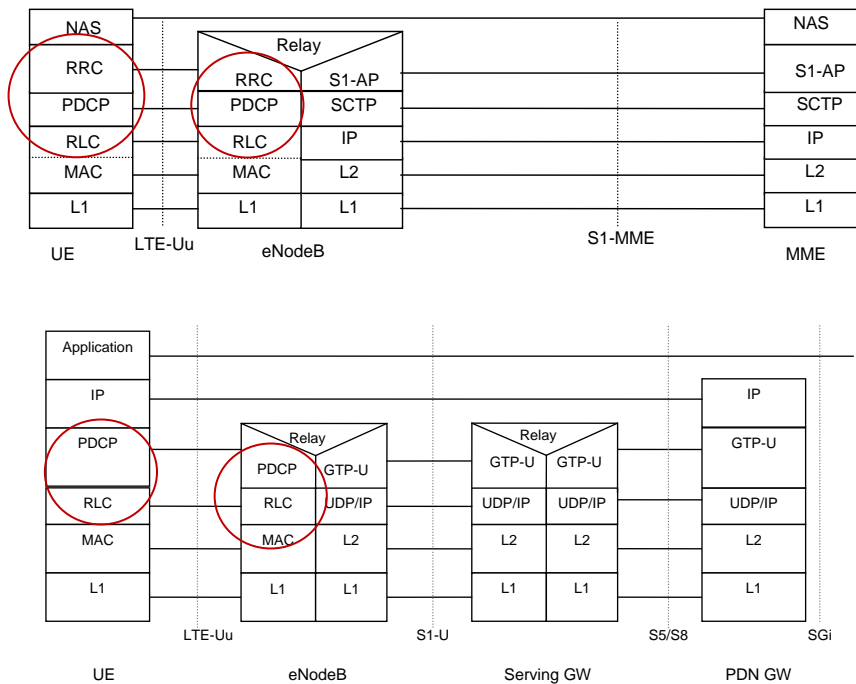 NAS NAS
Relay
RRC RRC S1-AP S1-AP
PDCP PDCP SCTP SCTP
RLC RLC IP IP
MAC MAC L2 L2
L1 L1 L1 L1
LTE-Uu S1-MME
UE eNodeB MME
Application
IP IP
PDCP Relay Relay GTP-U
PDCP GTP-U GTP-U GTP-U
RLC RLC UDP/IP UDP/IP UDP/IP UDP/IP
MAC MAC L2 L2 L2 L2
L1 L1 L1 L1 L1 L1
LTE-Uu S1-U S5/S8 SGi
UE eNodeB Serving GW PDN GW